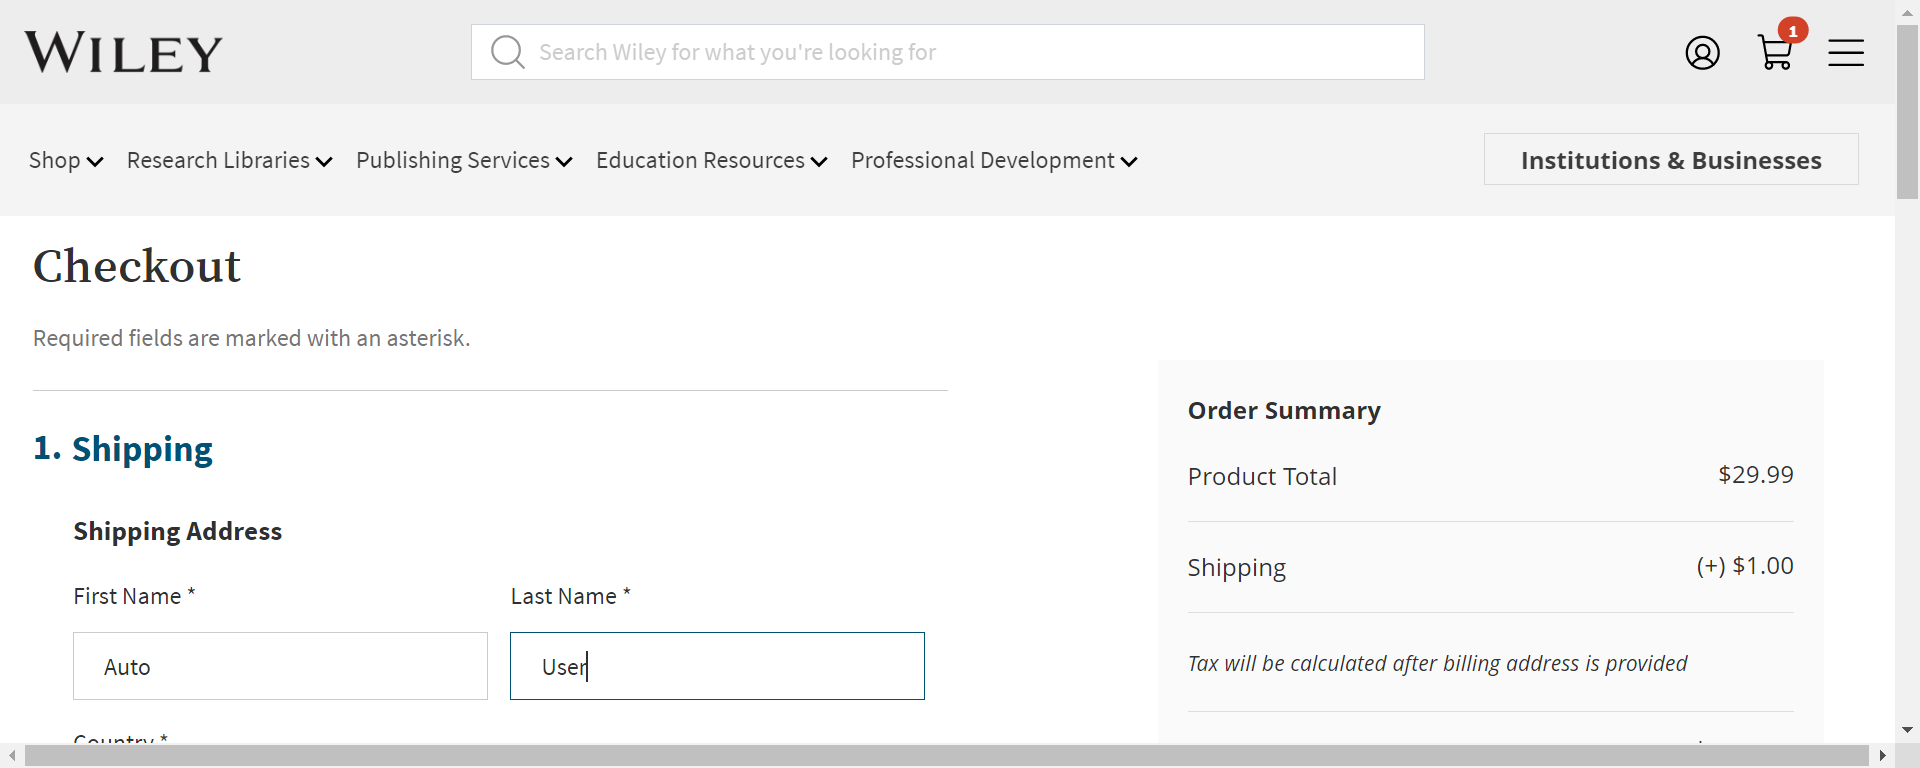 WILEY
Search Wiley for what you're looking for
1
Shop
Research Libraries
Publishing Services
Education Resources
Professional Development
Institutions & Businesses
Checkout
Required fields are marked with an asterisk.
1. Shipping
Shipping Address
First Name *
Last Name *
Auto
User
Country *
Order Summary
Product Total
$29.99
Shipping
(+) $1.00
Tax will be calculated after billing address is provided